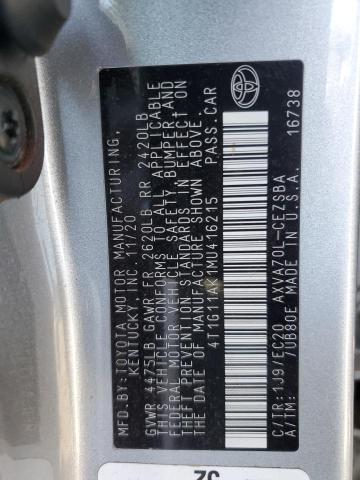 MFD.BY:TOYOTA MOTOR MANUFACTURING,
KENTUCKY, INC. 11/20
GVWR 4475LB GAWR FR 2620LB RR 2420LB
THIS VEHICLE CONFORMS TO ALL APPLICABLE
FEDERAL MOTOR VEHICLE SAFETY, BUMPER, AND
THEFT PREVENTION STANDARDS IN EFFECT ON
THE DATE OF MANUFACTURE SHOWN ABOVE.
4T1G11AK1MU416215 PASS.CAR
C/TR:1J9/EC20 AXVA70L-CEZSBA
A/TM: 7UB80E U.S.A. 16738
JZ